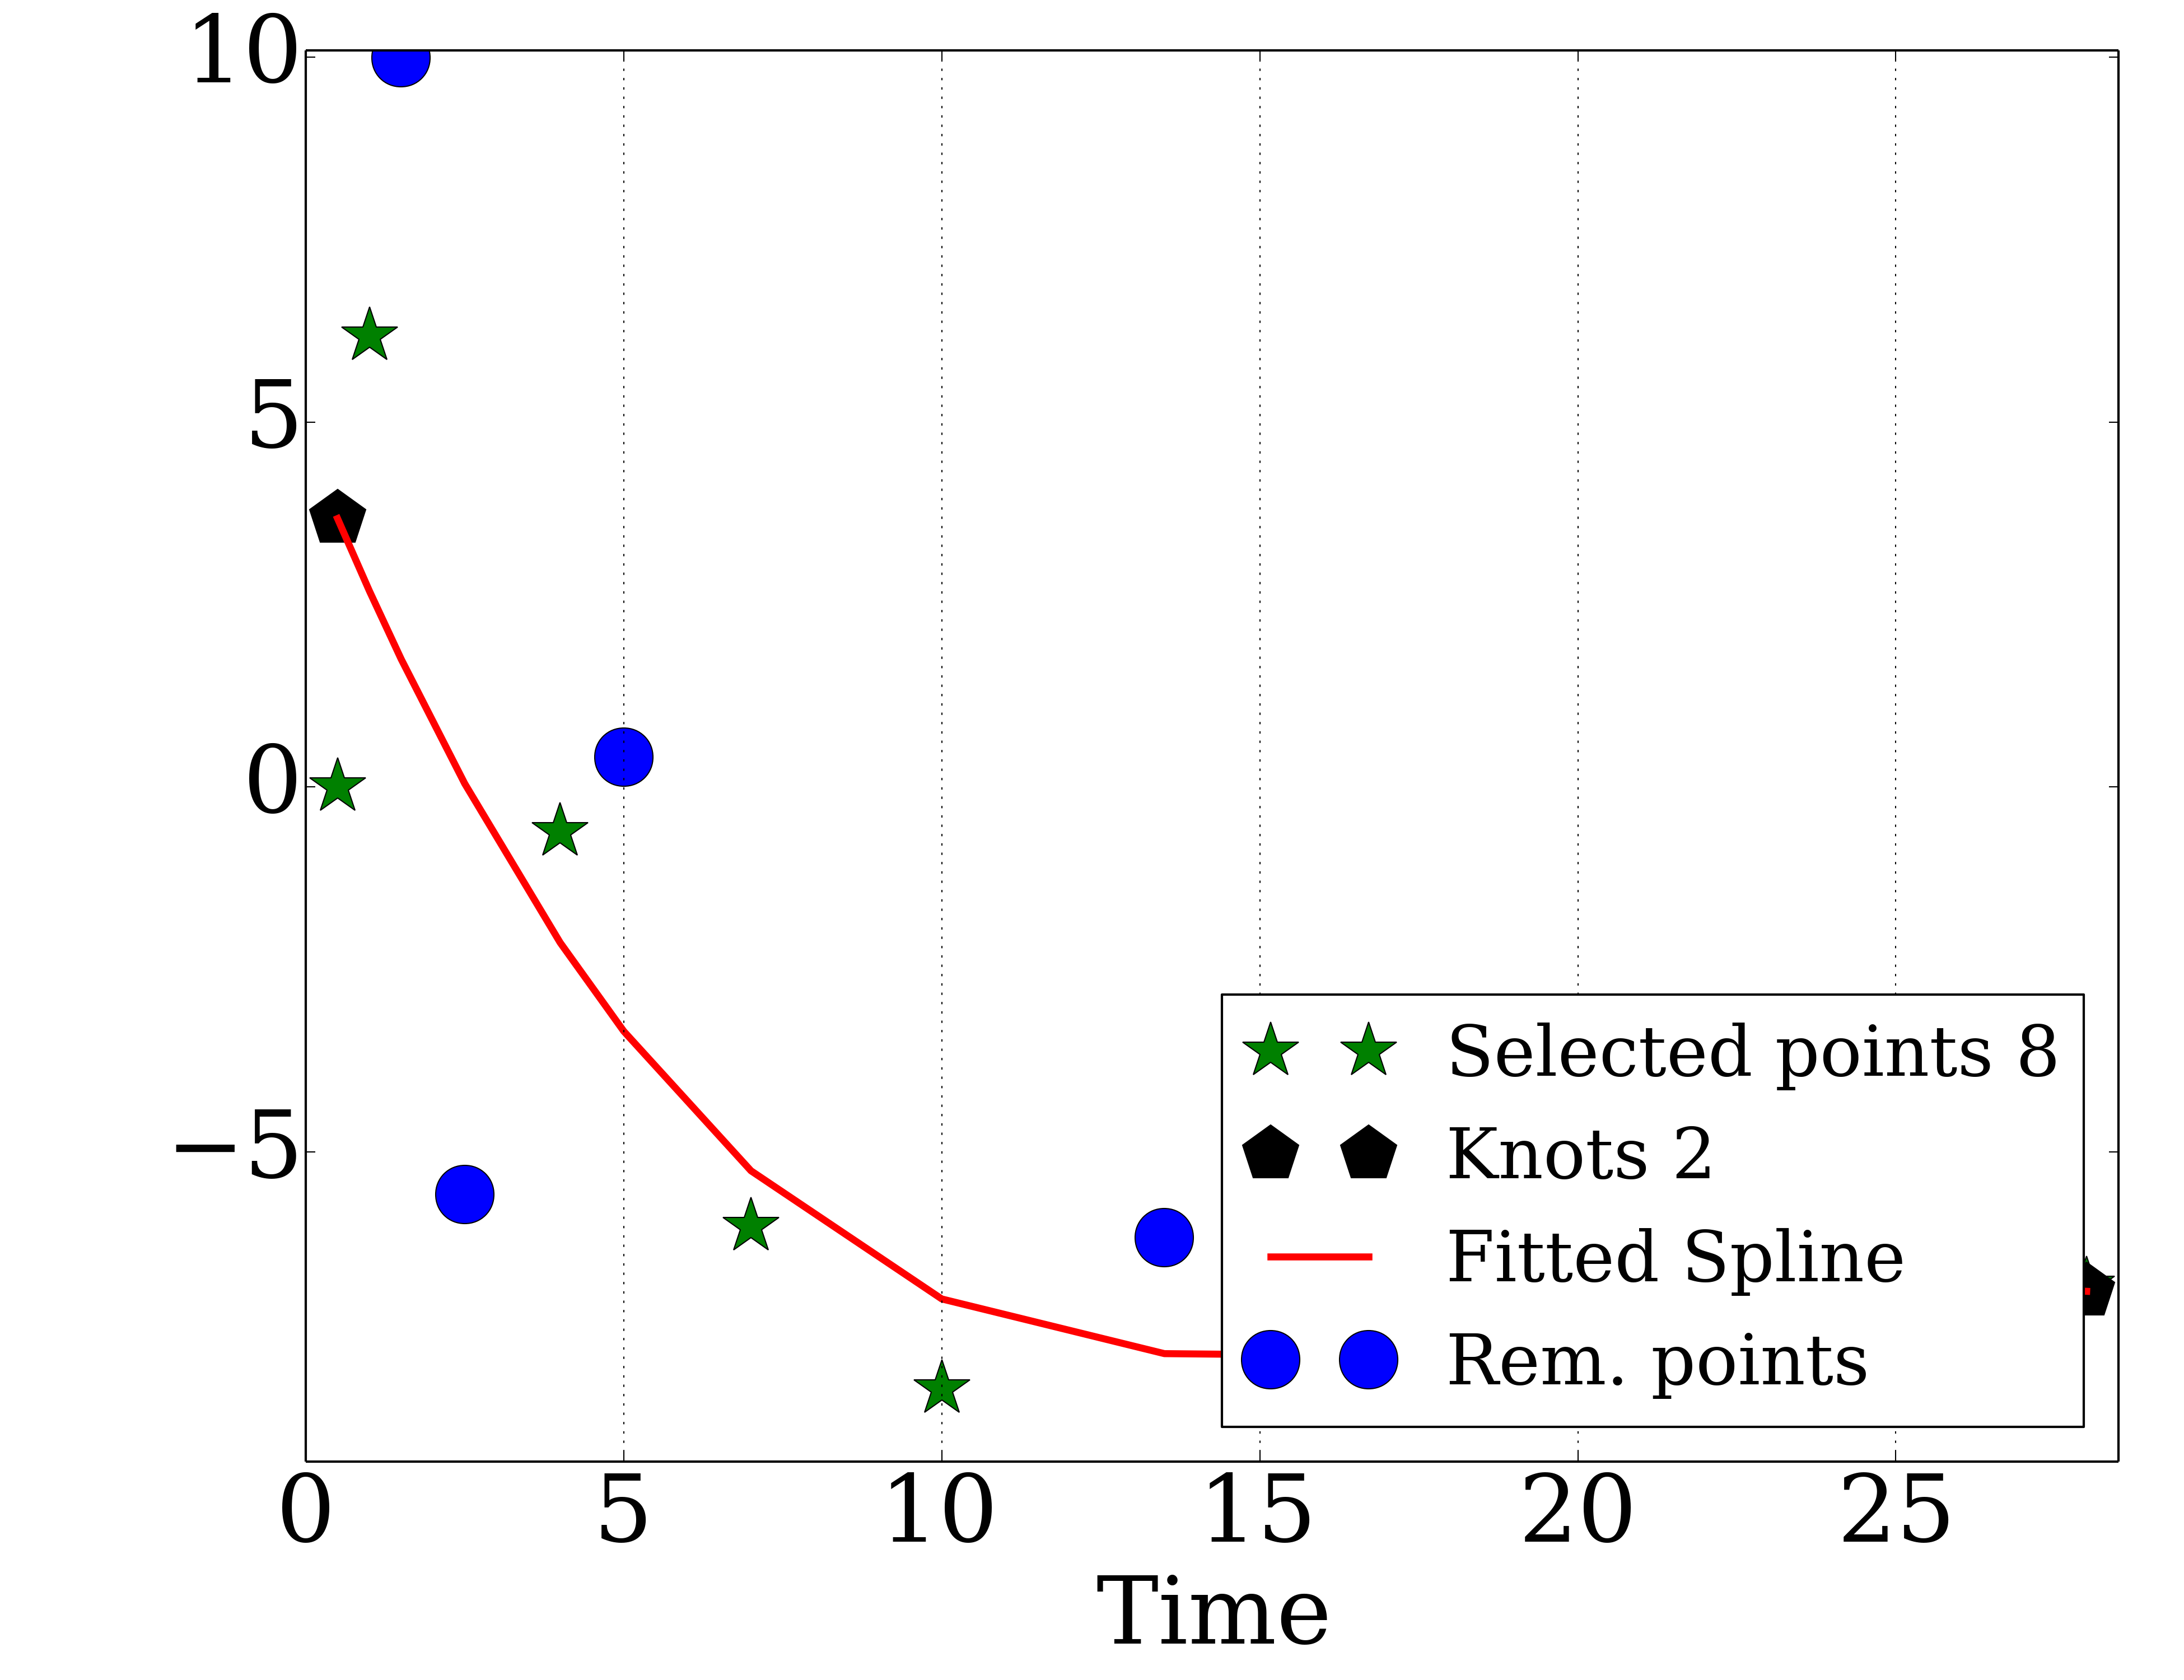 10
5
0
−5
0 5 10 15 20 25
Time
Selected points 8
Knots 2
Fitted Spline
Rem. points